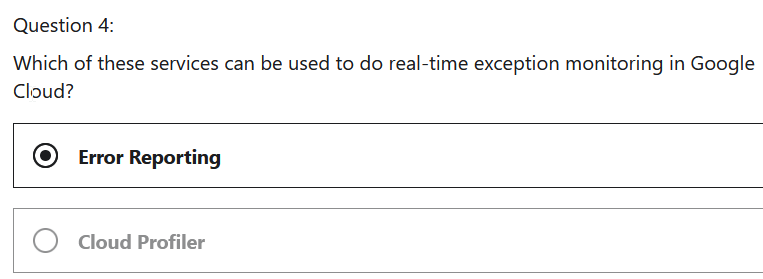 Question 4:
Which of these services can be used to do real-time exception monitoring in Google
Cloud?
Error Reporting
Cloud Profiler